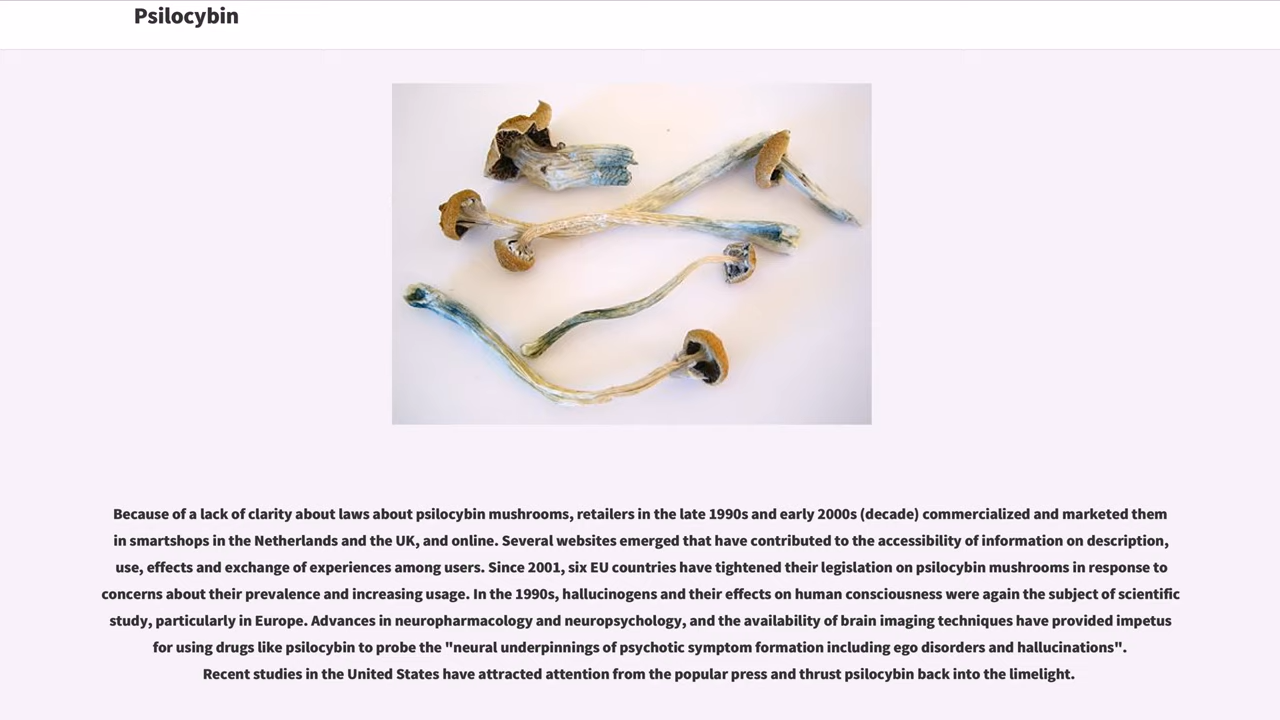 Psilocybin
Because of a lack of clarity about laws about psilocybin mushrooms, retailers in the late 1990s and early 2000s (decade) commercialized and marketed them
in smartshops in the Netherlands and the UK, and online. Several websites emerged that have contributed to the accessibility of information on description,
use, effects and exchange of experiences among users. Since 2001, six EU countries have tightened their legislation on psilocybin mushrooms in response to
concerns about their prevalence and increasing usage. In the 1990s, hallucinogens and their effects on human consciousness were again the subject of scientific
study, particularly in Europe. Advances in neuropharmacology and neuropsychology, and the availability of brain imaging techniques have provided impetus
for using drugs like psilocybin to probe the "neural underpinnings of psychotic symptom formation including ego disorders and hallucinations".
Recent studies in the United States have attracted attention from the popular press and thrust psilocybin back into the limelight.